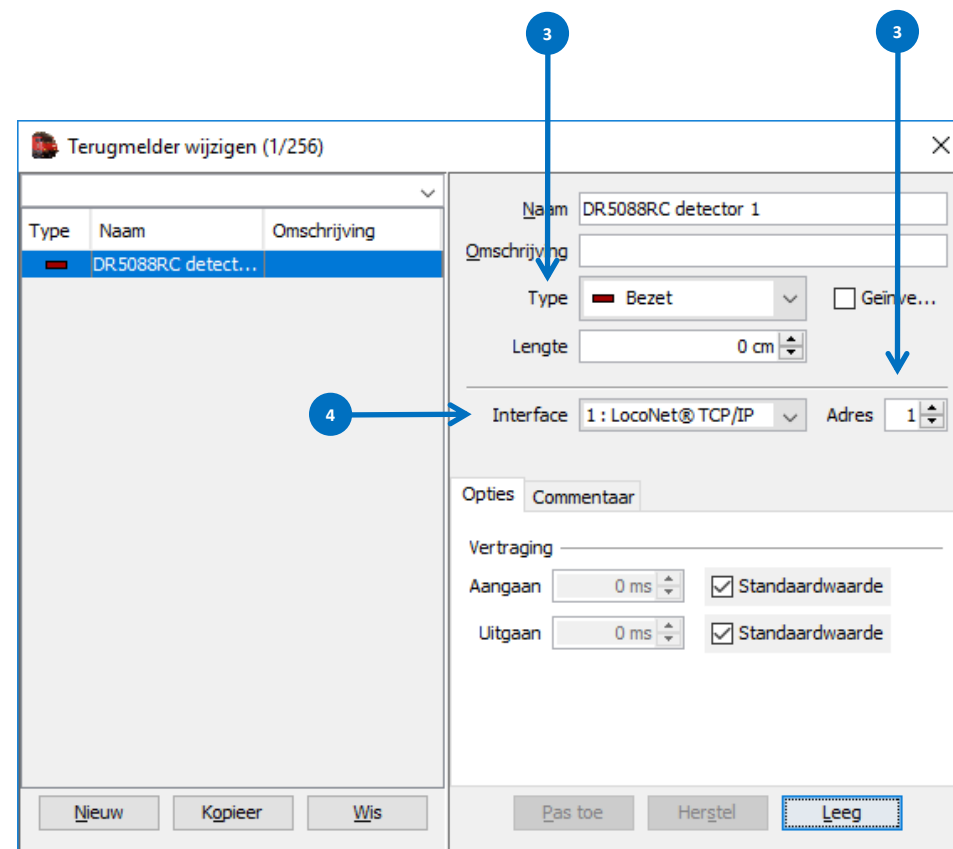 3
3
Terugmelder wijzigen (1/256)
Type Naam Omschrijving
DR5088RC detect...
Naam DR5088RC detector 1
Omschrijving
Type Bezet Geïnve...
Lengte 0 cm
4
Interface 1 : LocoNet® TCP/IP Adres 1
Opties Commentaar
Vertraging
Aangaan 0 ms Standaardwaarde
Uitgaan 0 ms Standaardwaarde
Nieuw Kopieer Wis Pas toe Herstel Leeg